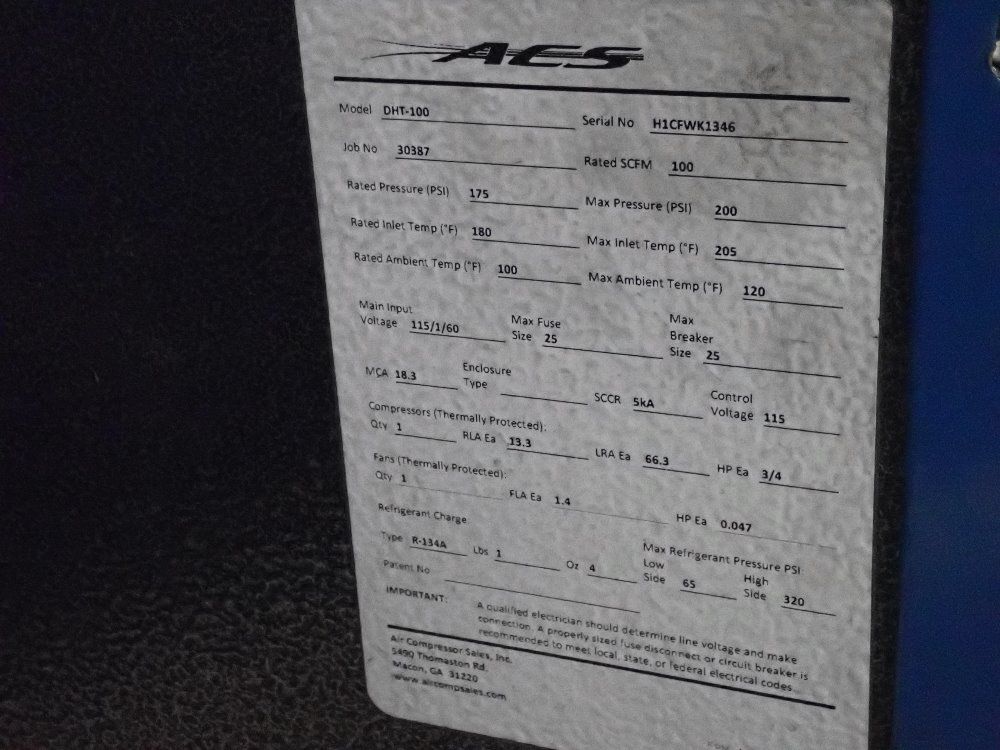 ACS
Model DHT-100 Serial No H1CFWK1346
Job No 30387 Rated SCFM 100
Rated Pressure (PSI) 175 Max Pressure (PSI) 200
Rated Inlet Temp (°F) 180 Max Inlet Temp (°F) 205
Rated Ambient Temp (°F) 100 Max Ambient Temp (°F) 120
Main Input Max Fuse Max
Voltage 115/1/60 Size 25 Breaker
Size 25
MCA 18.3 Enclosure
Type SCCR 5kA Control
Voltage 115
Compressors (Thermally Protected):
Qty 1 RLA Ea 13.3 LRA Ea 66.3 HP Ea 3/4
Fans (Thermally Protected):
Qty 1 FLA Ea 1.4 HP Ea 0.047
Refrigerant Charge Max Refrigerant Pressure PSI
Type R-134A Lbs 1 Oz 4 Low
Side 65 High
Side 320
Patent No
IMPORTANT: A qualified electrician should determine line voltage and make
connection. A properly sized fuse disconnect or circuit breaker is
recommended to meet local, state, or federal electrical codes.
Air Compressor Sales, Inc.
5490 Thomaston Rd.
Macon, GA 31220
www.aircompsales.com